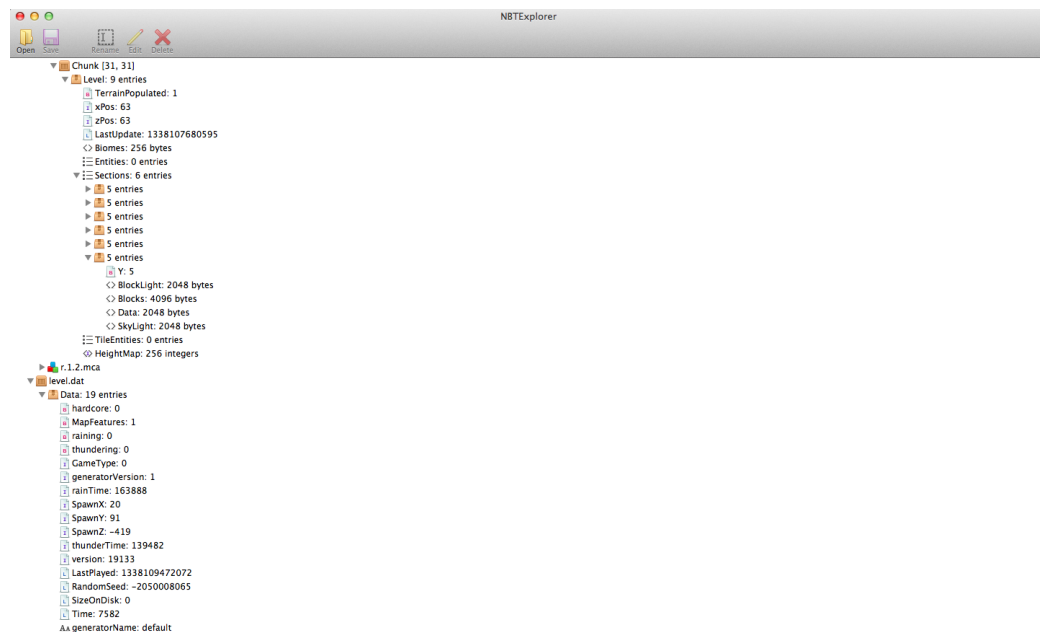 NBTExplorer
Open Save Rename Edit Delete
Chunk [31, 31]
Level: 9 entries
TerrainPopulated: 1
xPos: 63
zPos: 63
LastUpdate: 1338107680595
Biomes: 256 bytes
Entities: 0 entries
Sections: 6 entries
5 entries
5 entries
5 entries
5 entries
5 entries
5 entries
Y: 5
BlockLight: 2048 bytes
Blocks: 4096 bytes
Data: 2048 bytes
SkyLight: 2048 bytes
TileEntities: 0 entries
HeightMap: 256 integers
r.1.2.mca
level.dat
Data: 19 entries
hardcore: 0
MapFeatures: 1
raining: 0
thundering: 0
GameType: 0
generatorVersion: 1
rainTime: 163888
SpawnX: 20
SpawnY: 91
SpawnZ: -419
thunderTime: 139482
version: 19133
LastPlayed: 1338109472072
RandomSeed: -2050008065
SizeOnDisk: 0
Time: 7582
generatorName: default